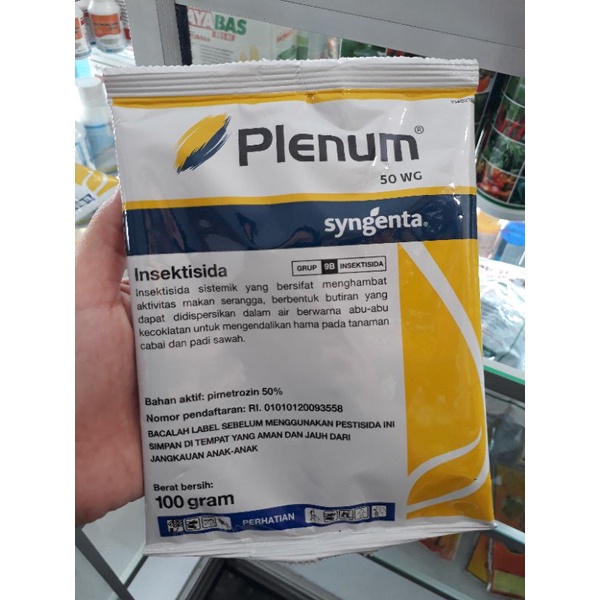 AYABAS
Plenum®
50 WG
syngenta®
Insektisida
GRUP 9B INSEKTISIDA
Insektisida sistemik yang bersifat menghambat
aktivitas makan serangga, berbentuk butiran yang
dapat didispersikan dalam air berwarna abu-abu
kecoklatan untuk mengendalikan hama pada tanaman
cabai dan padi sawah.
Bahan aktif: pimetrozin 50%
Nomor pendaftaran: RI. 01010120093558
BACALAH LABEL SEBELUM MENGGUNAKAN PESTISIDA INI
SIMPAN DI TEMPAT YANG AMAN DAN JAUH DARI
JANGKAUAN ANAK-ANAK
Berat bersih:
100 gram
PERHATIAN